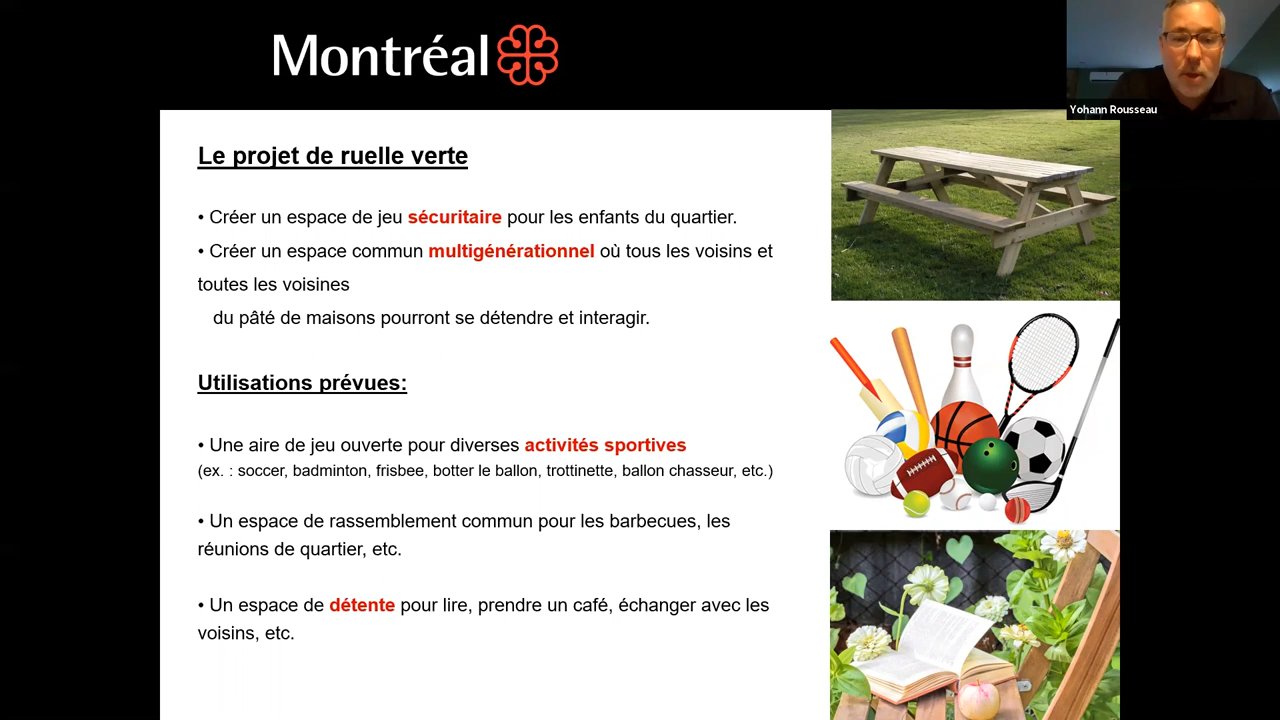 Montréal
Yohann Rousseau
Le projet de ruelle verte
• Créer un espace de jeu sécuritaire pour les enfants du quartier.
• Créer un espace commun multigénérationnel où tous les voisins et
toutes les voisines
du pâté de maisons pourront se détendre et interagir.
Utilisations prévues:
• Une aire de jeu ouverte pour diverses activités sportives
(ex. : soccer, badminton, frisbee, botter le ballon, trottinette, ballon chasseur, etc.)
• Un espace de rassemblement commun pour les barbecues, les
réunions de quartier, etc.
• Un espace de détente pour lire, prendre un café, échanger avec les
voisins, etc.